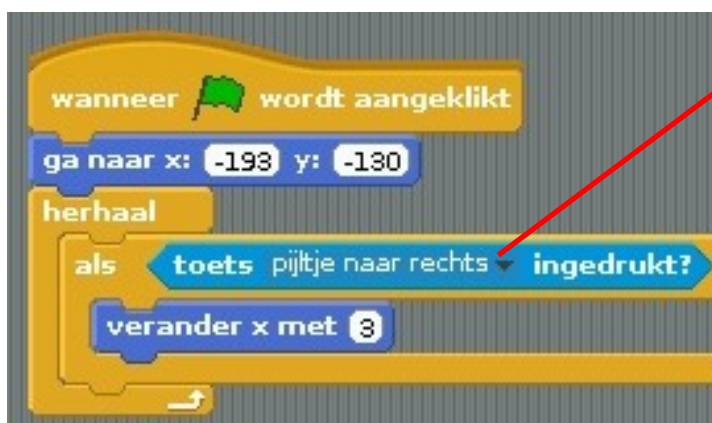 wanneer wordt aangeklikt
ga naar x: -193 y: -130
herhaal
als toets pijltje naar rechts ingedrukt?
verander x met 3